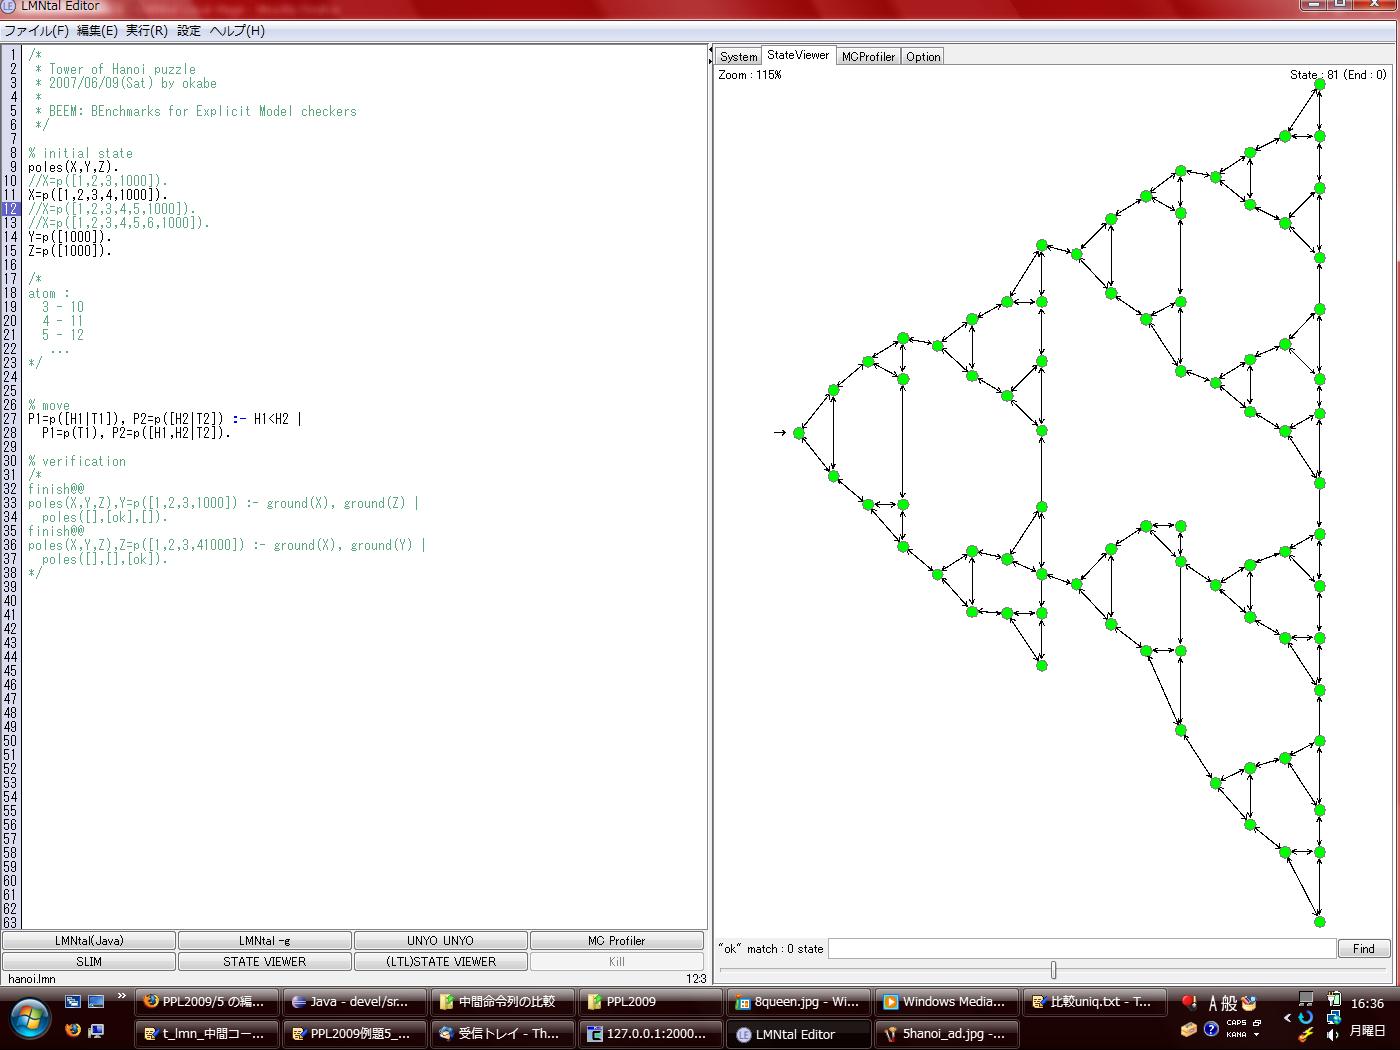 LMNtal Editor
ファイル(F) 編集(E) 実行(R) 設定 ヘルプ(H)
1 /*
2 * Tower of Hanoi puzzle
3 * 2007/06/09(Sat) by okabe
4 *
5 * BEEM: BEnchmarks for Explicit Model checkers
6 */
7
8 % initial state
9 poles(X,Y,Z).
10 //X=p([1,2,3,1000]).
11 X=p([1,2,3,4,1000]).
12 //X=p([1,2,3,4,5,1000]).
13 //X=p([1,2,3,4,5,6,1000]).
14 Y=p([1000]).
15 Z=p([1000]).
16
17 /*
18 atom :
19 3 - 10
20 4 - 11
21 5 - 12
22 ...
23 */
24
25
26 % move
27 P1=p([H1|T1]), P2=p([H2|T2]) :- H1<H2 |
28 P1=p(T1), P2=p([H1,H2|T2]).
29
30 % verification
31 /*
32 finish@@
33 poles(X,Y,Z),Y=p([1,2,3,1000]) :- ground(X), ground(Z) |
34 poles([],[ok],[]).
35 finish@@
36 poles(X,Y,Z),Z=p([1,2,3,41000]) :- ground(X), ground(Y) |
37 poles([],[],[ok]).
38 */
39
40
41
42
43
44
45
46
47
48
49
50
51
52
53
54
55
56
57
58
59
60
61
62
63
System StateViewer MCProfiler Option
Zoom : 115% State : 81 (End : 0)
"ok" match : 0 state Find
LMNtal(Java) LMNtal -g UNYO UNYO MC Profiler
SLIM STATE VIEWER (LTL)STATE VIEWER Kill
hanoi.lmn 12:3
PPL2009/5 の編... Java - devel/sr... 中間命令列の比較 PPL2009 8queen.jpg - Wi... Windows Media... 比較uniq.txt - T... A 般 16:36
t_lmn_中間コー... PPL2009例題5_... 受信トレイ - Th... 127.0.0.1:2000... LMNtal Editor 5hanoi_ad.jpg -... CAPS KANA 月曜日